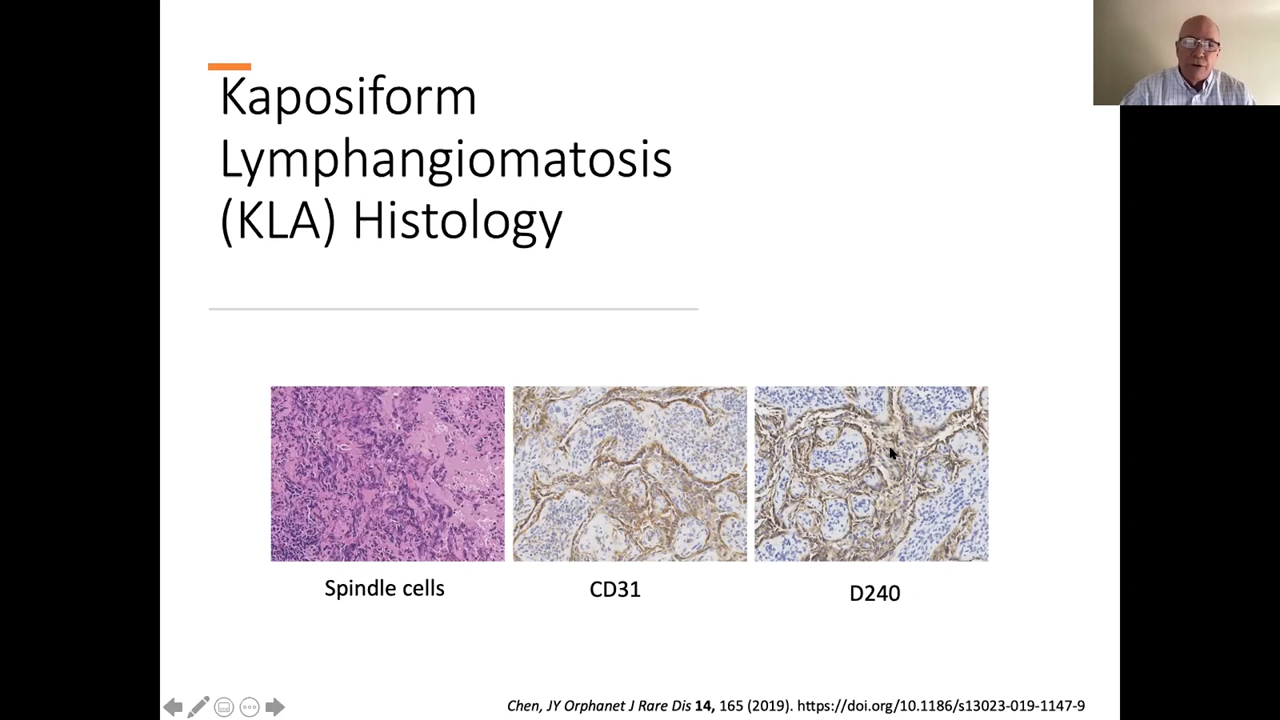 Kaposiform
Lymphangiomatosis
(KLA) Histology
Spindle cells
CD31
D240
Chen, JY Orphanet J Rare Dis 14, 165 (2019). https://doi.org/10.1186/s13023-019-1147-9